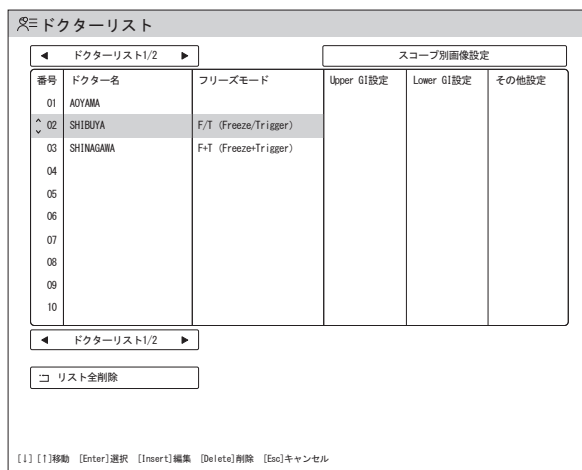 ドクターリスト
◀ ドクターリスト1/2 ▶ スコープ別画像設定
番号 ドクター名 フリーズモード Upper GI設定 Lower GI設定 その他設定
01 AOYAMA
02 SHIBUYA F/T (Freeze/Trigger)
03 SHINAGAWA F+T (Freeze+Trigger)
04
05
06
07
08
09
10
◀ ドクターリスト1/2 ▶
リスト全削除
[↓][↑]移動 [Enter]選択 [Insert]編集 [Delete]削除 [Esc]キャンセル